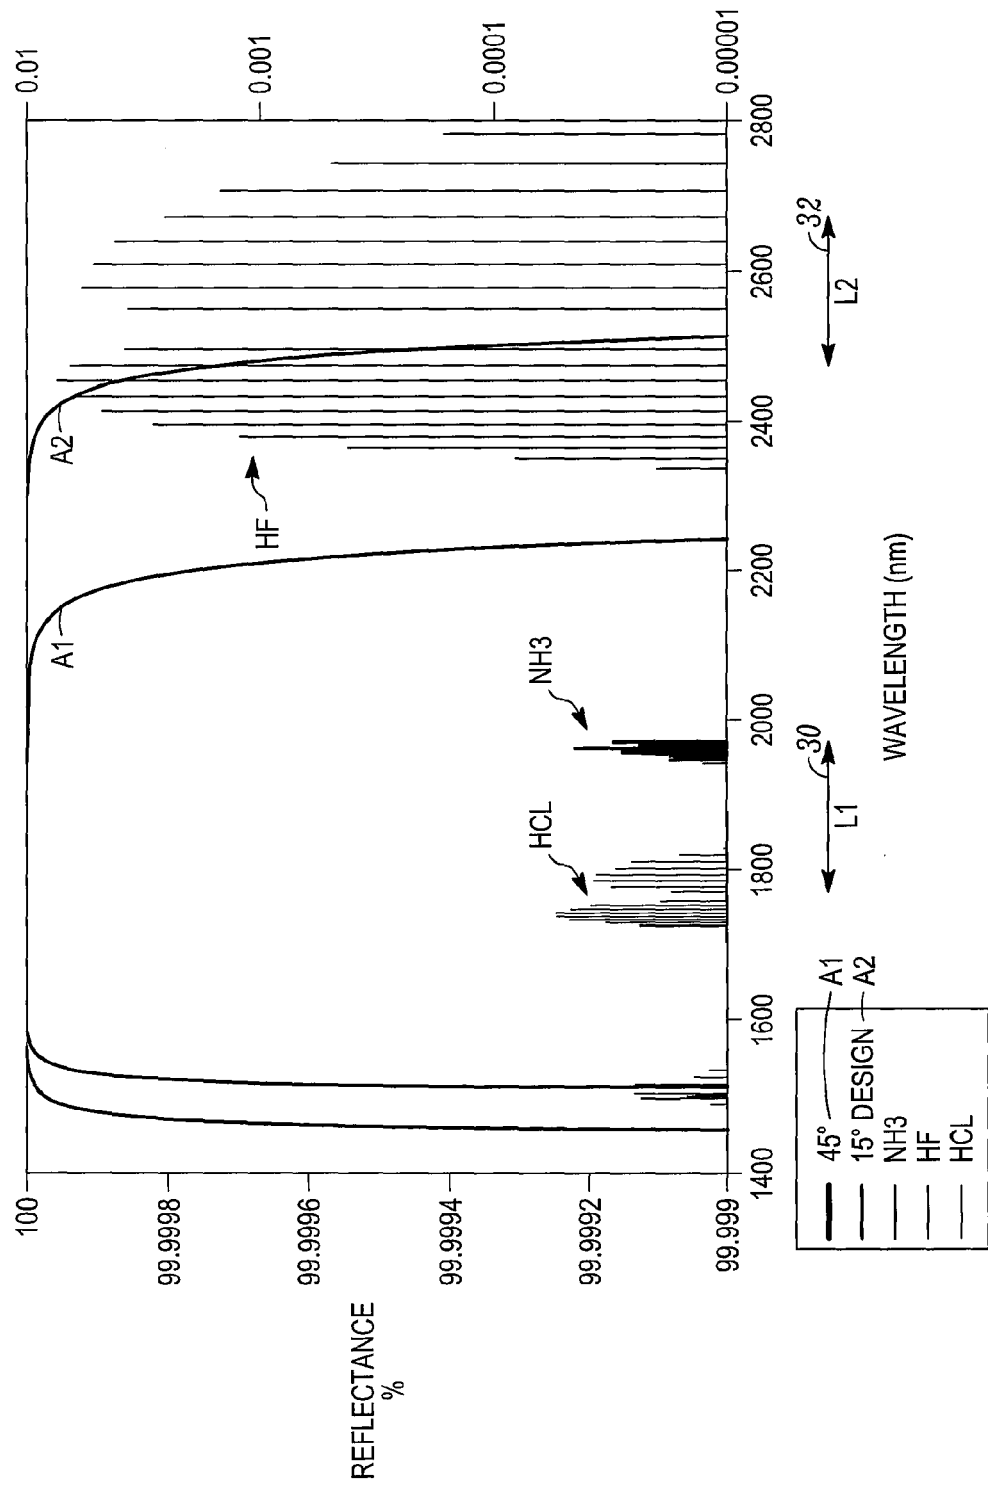 REFLECTANCE
%
100
99.9998
99.9996
99.9994
99.9992
99.999
0.01
0.001
0.0001
0.00001
A1
A2
HF
HCL
NH3
1400
1600
1800
2000
2200
2400
2600
2800
30
L1
32
L2
WAVELENGTH (nm)
45° A1
15° DESIGN A2
NH3
HF
HCL